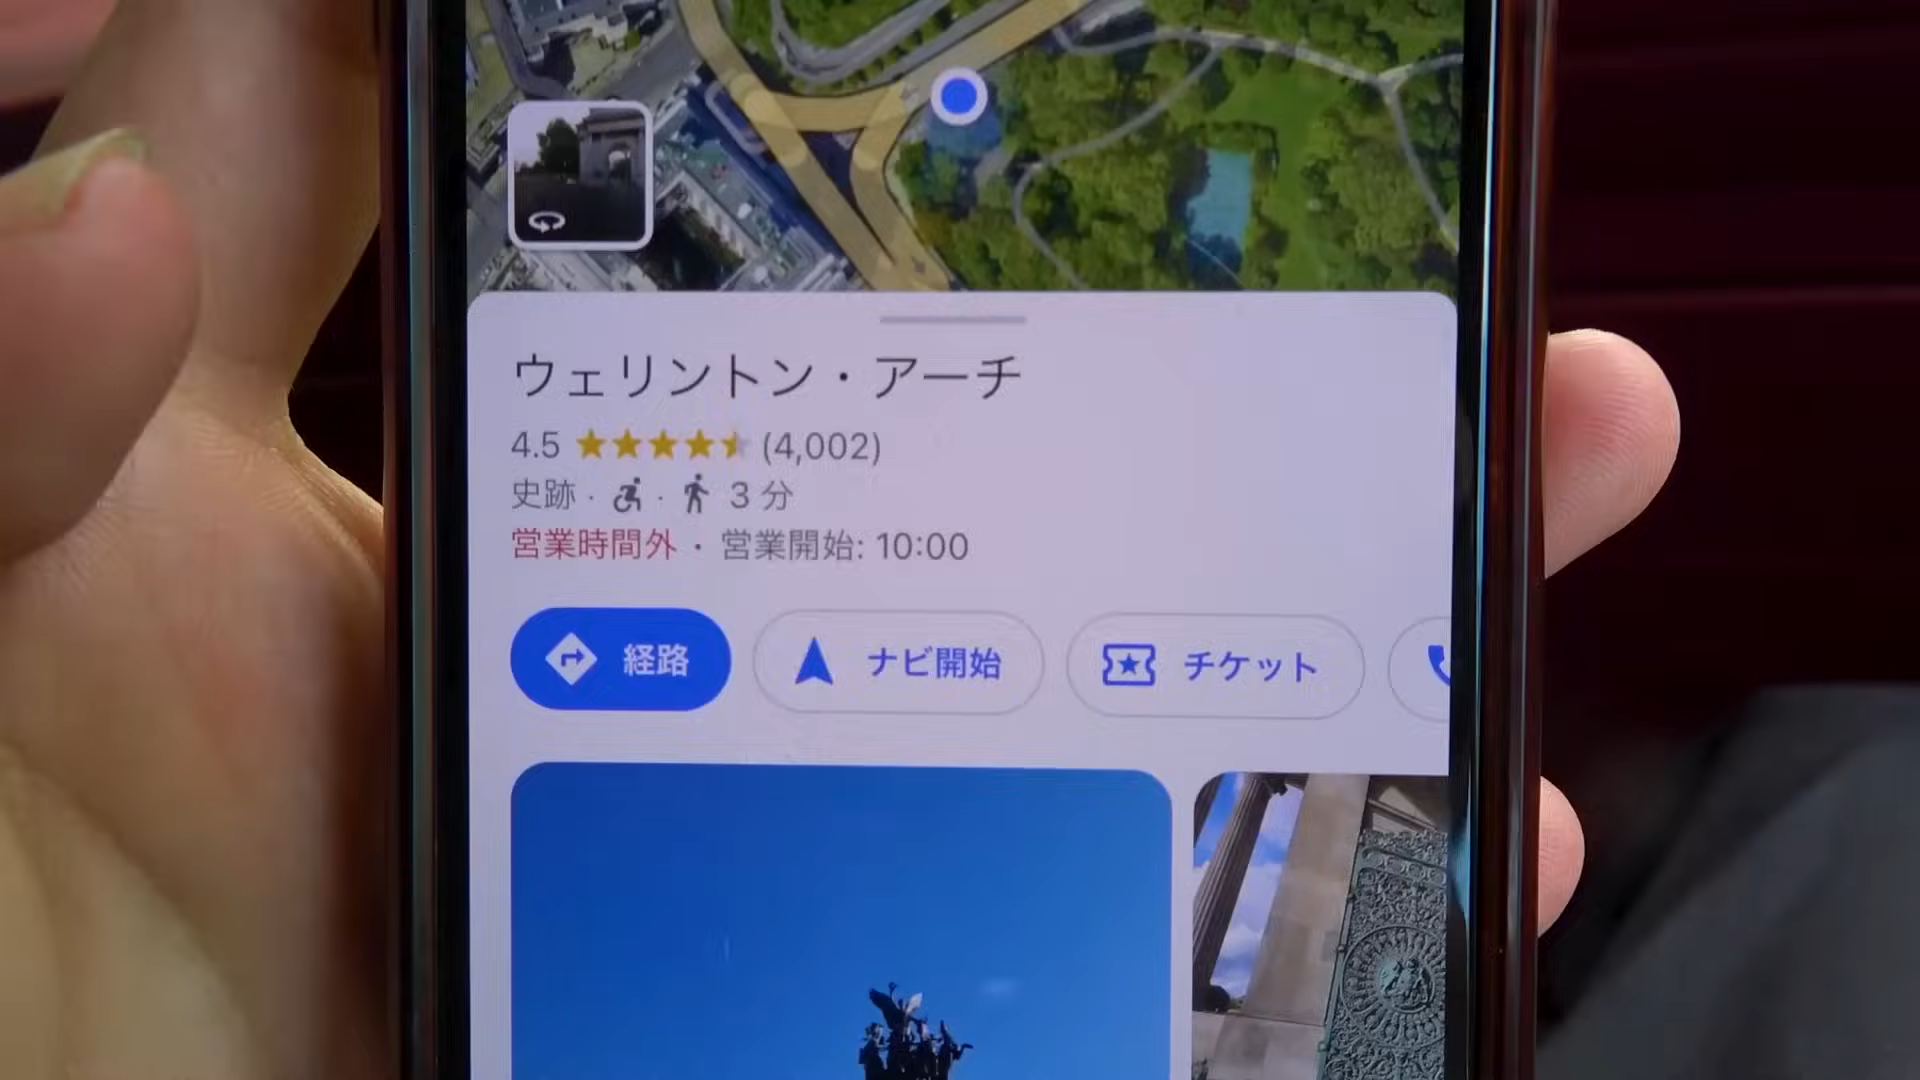 ウェリントン・アーチ
4.5 (4,002)
史跡 · · 3 分
営業時間外 · 営業開始: 10:00
経路
ナビ開始
チケット